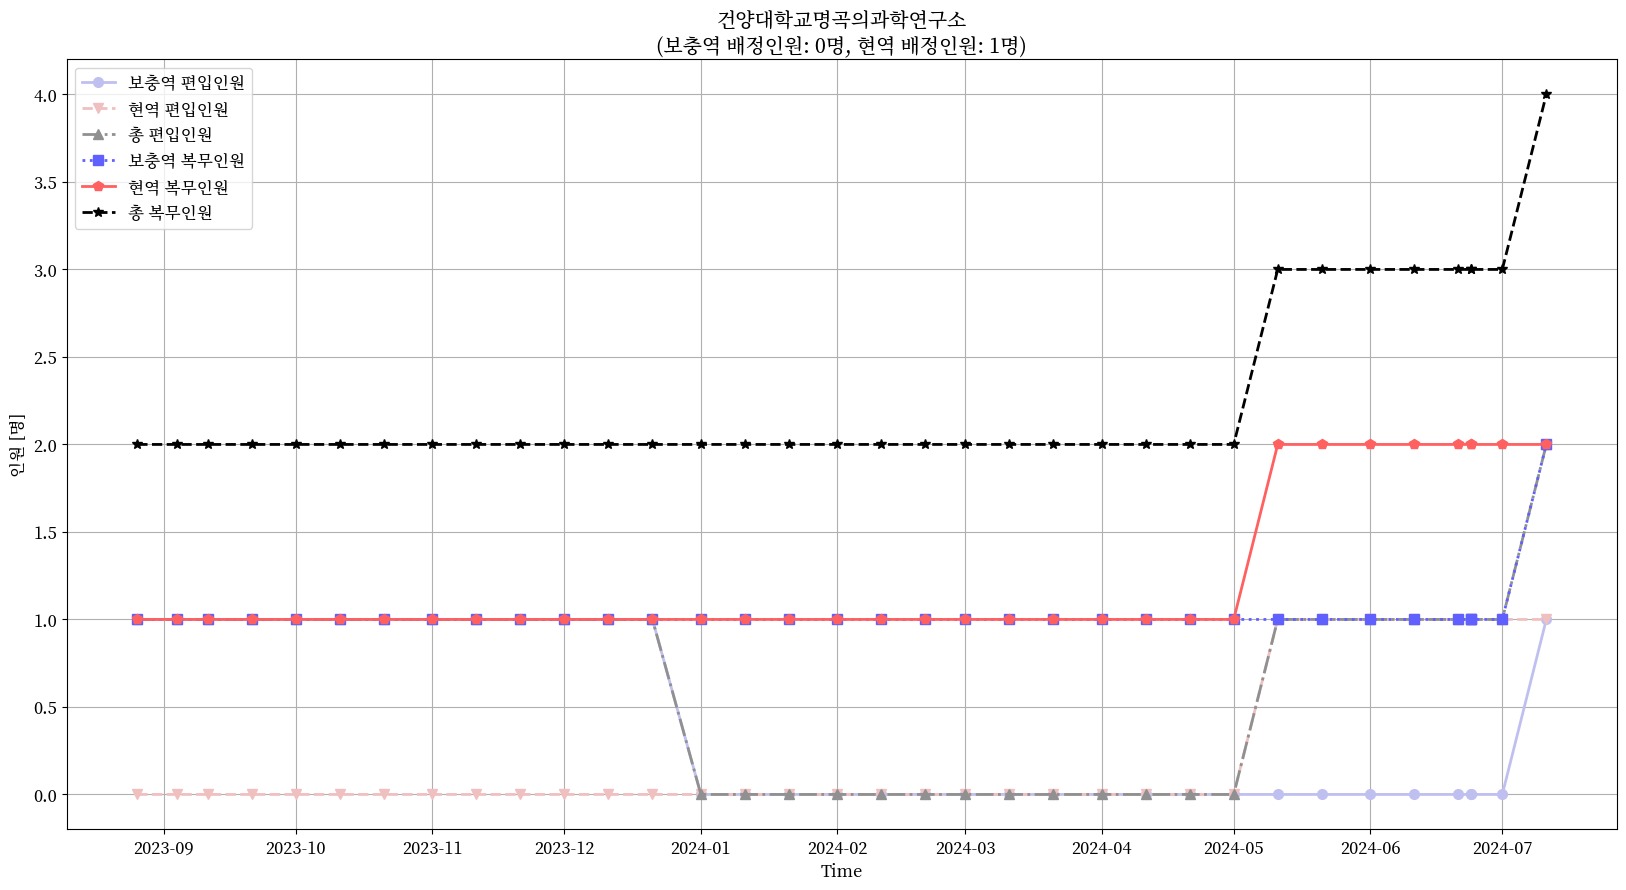 건양대학교명곡의과학연구소
(보충역 배정인원: 0명, 현역 배정인원: 1명)
보충역 편입인원
현역 편입인원
총 편입인원
보충역 복무인원
현역 복무인원
총 복무인원
4.0
3.5
3.0
2.5
2.0
1.5
1.0
0.5
0.0
인원 [명]
2023-09 2023-10 2023-11 2023-12 2024-01 2024-02 2024-03 2024-04 2024-05 2024-06 2024-07
Time